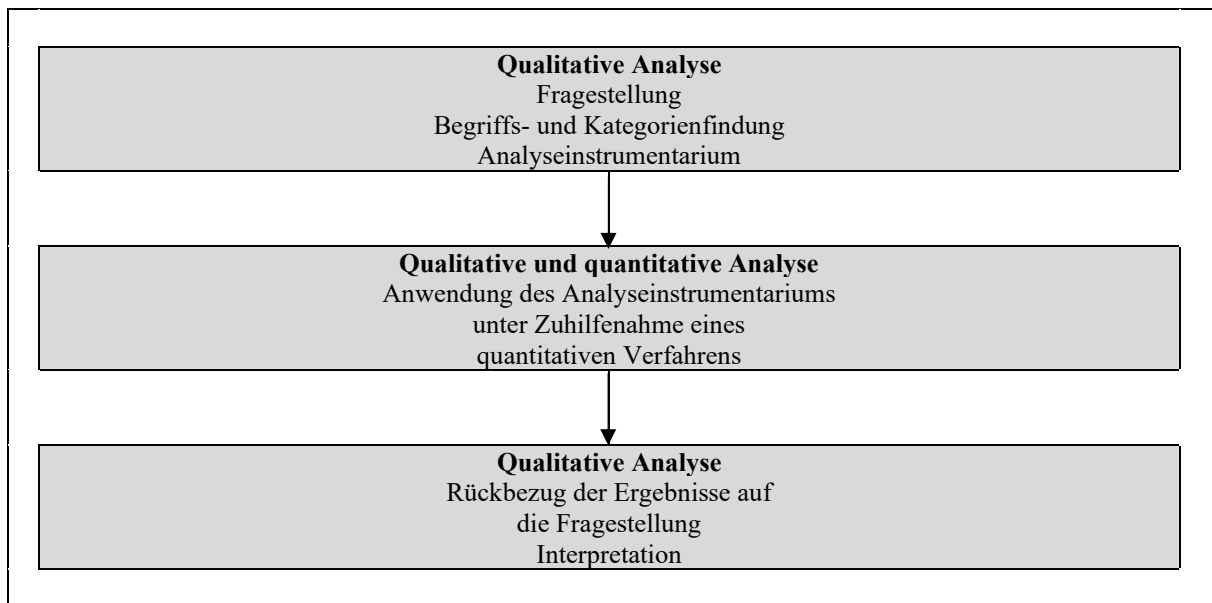 Qualitative Analyse
Fragestellung
Begriffs- und Kategorienfindung
Analyseinstrumentarium
Qualitative und quantitative Analyse
Anwendung des Analyseinstrumentariums
unter Zuhilfenahme eines
quantitativen Verfahrens
Qualitative Analyse
Rückbezug der Ergebnisse auf
die Fragestellung
Interpretation